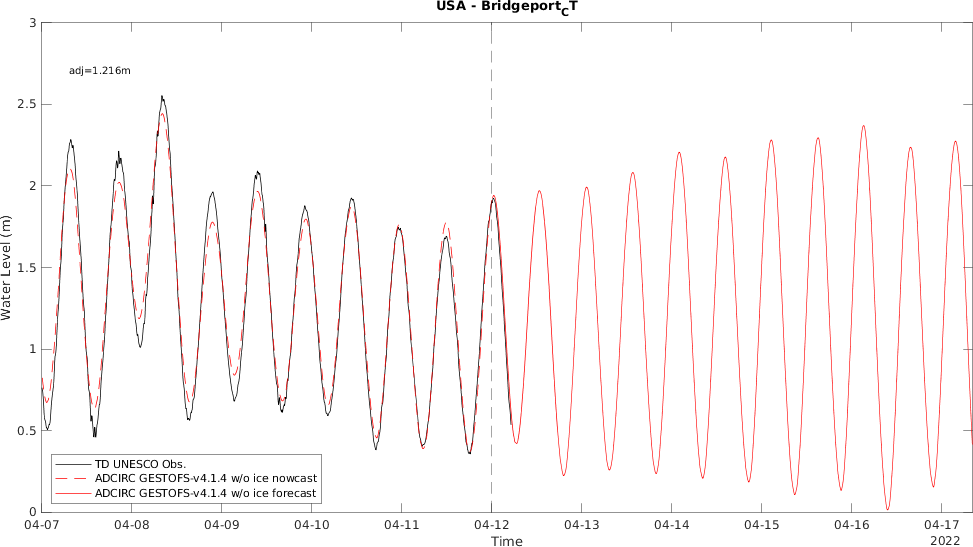 USA - Bridgeport_CT
adj=1.216m
3
2.5
2
1.5
1
0.5
0
Water Level (m)
TD UNESCO Obs.
ADCIRC GESTOFS-v4.1.4 w/o ice nowcast
ADCIRC GESTOFS-v4.1.4 w/o ice forecast
04-07 04-08 04-09 04-10 04-11 04-12 04-13 04-14 04-15 04-16 04-17
Time
2022